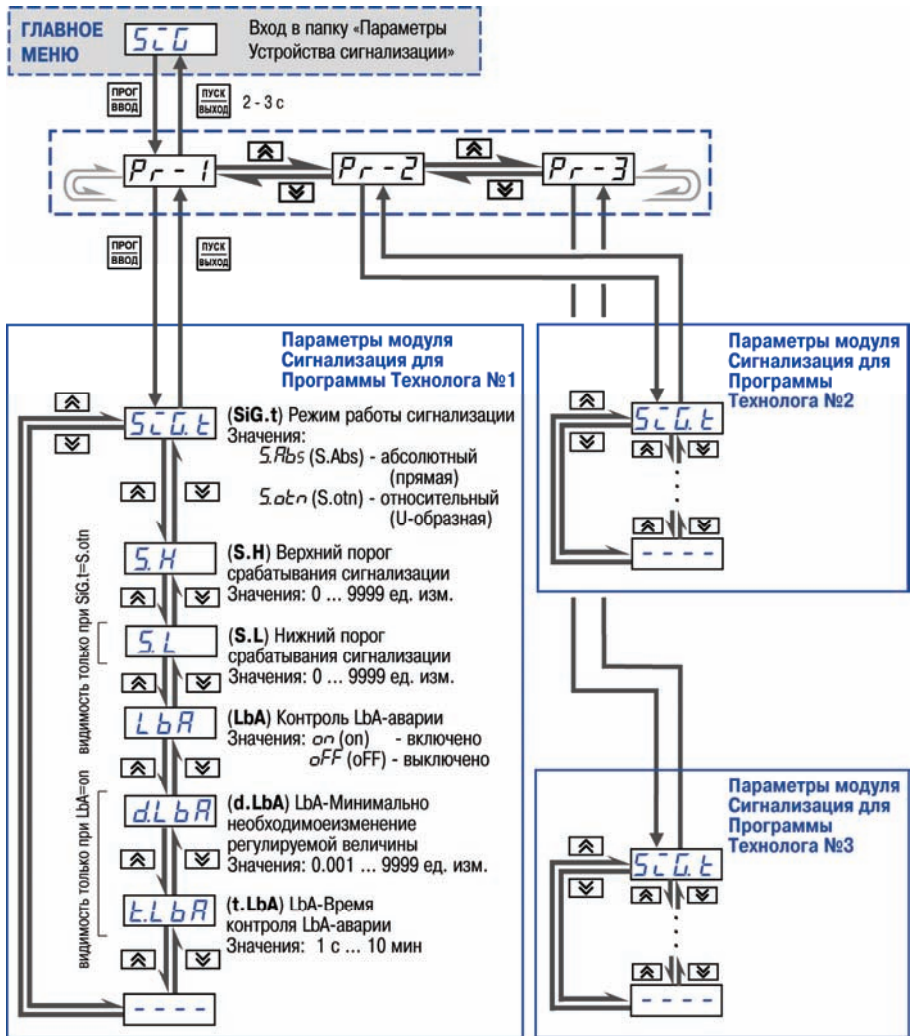 ГЛАВНОЕ
МЕНЮ
SiG
Вход в папку «Параметры
Устройства сигнализации»
ПРОГ
ВВОД
ПУСК
ВЫХОД
2 - 3 с
Pr - 1
Pr - 2
Pr - 3
ПРОГ
ВВОД
ПУСК
ВЫХОД
Параметры модуля
Сигнализация для
Программы Технолога №1
SiG.t
(SiG.t) Режим работы сигнализации
Значения:
S.Abs (S.Abs) - абсолютный
(прямая)
S.otn (S.otn) - относительный
(U-образная)
S.H
(S.H) Верхний порог
срабатывания сигнализации
Значения: 0 ... 9999 ед. изм.
видимость только при SiG.t=S.otn
S.L
(S.L) Нижний порог
срабатывания сигнализации
Значения: 0 ... 9999 ед. изм.
LbA
(LbA) Контроль LbA-аварии
Значения: on (on) - включено
oFF (oFF) - выключено
видимость только при LbA=on
d.LbA
(d.LbA) LbA-Минимально
необходимоеизменение
регулируемой величины
Значения: 0.001 ... 9999 ед. изм.
t.LbA
(t.LbA) LbA-Время
контроля LbA-аварии
Значения: 1 с ... 10 мин
- - - -
Параметры модуля
Сигнализация для
Программы
Технолога №2
SiG.t
- - - -
Параметры модуля
Сигнализация для
Программы
Технолога №3
SiG.t
- - - -